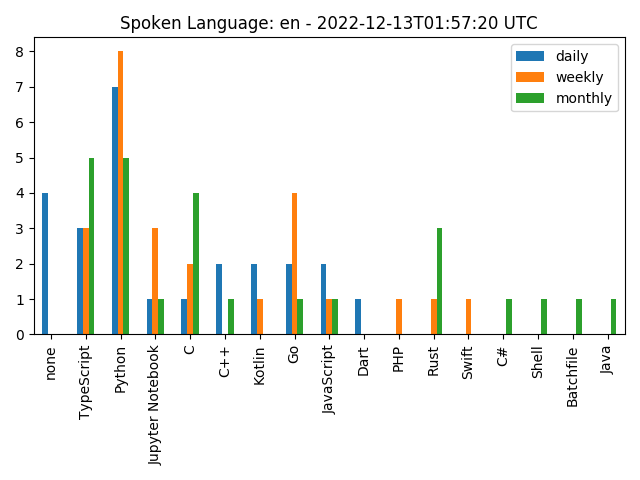 Spoken Language: en - 2022-12-13T01:57:20 UTC
daily
weekly
monthly
8
7
6
5
4
3
2
1
0
none
TypeScript
Python
Jupyter Notebook
C
C++
Kotlin
Go
JavaScript
Dart
PHP
Rust
Swift
C#
Shell
Batchfile
Java